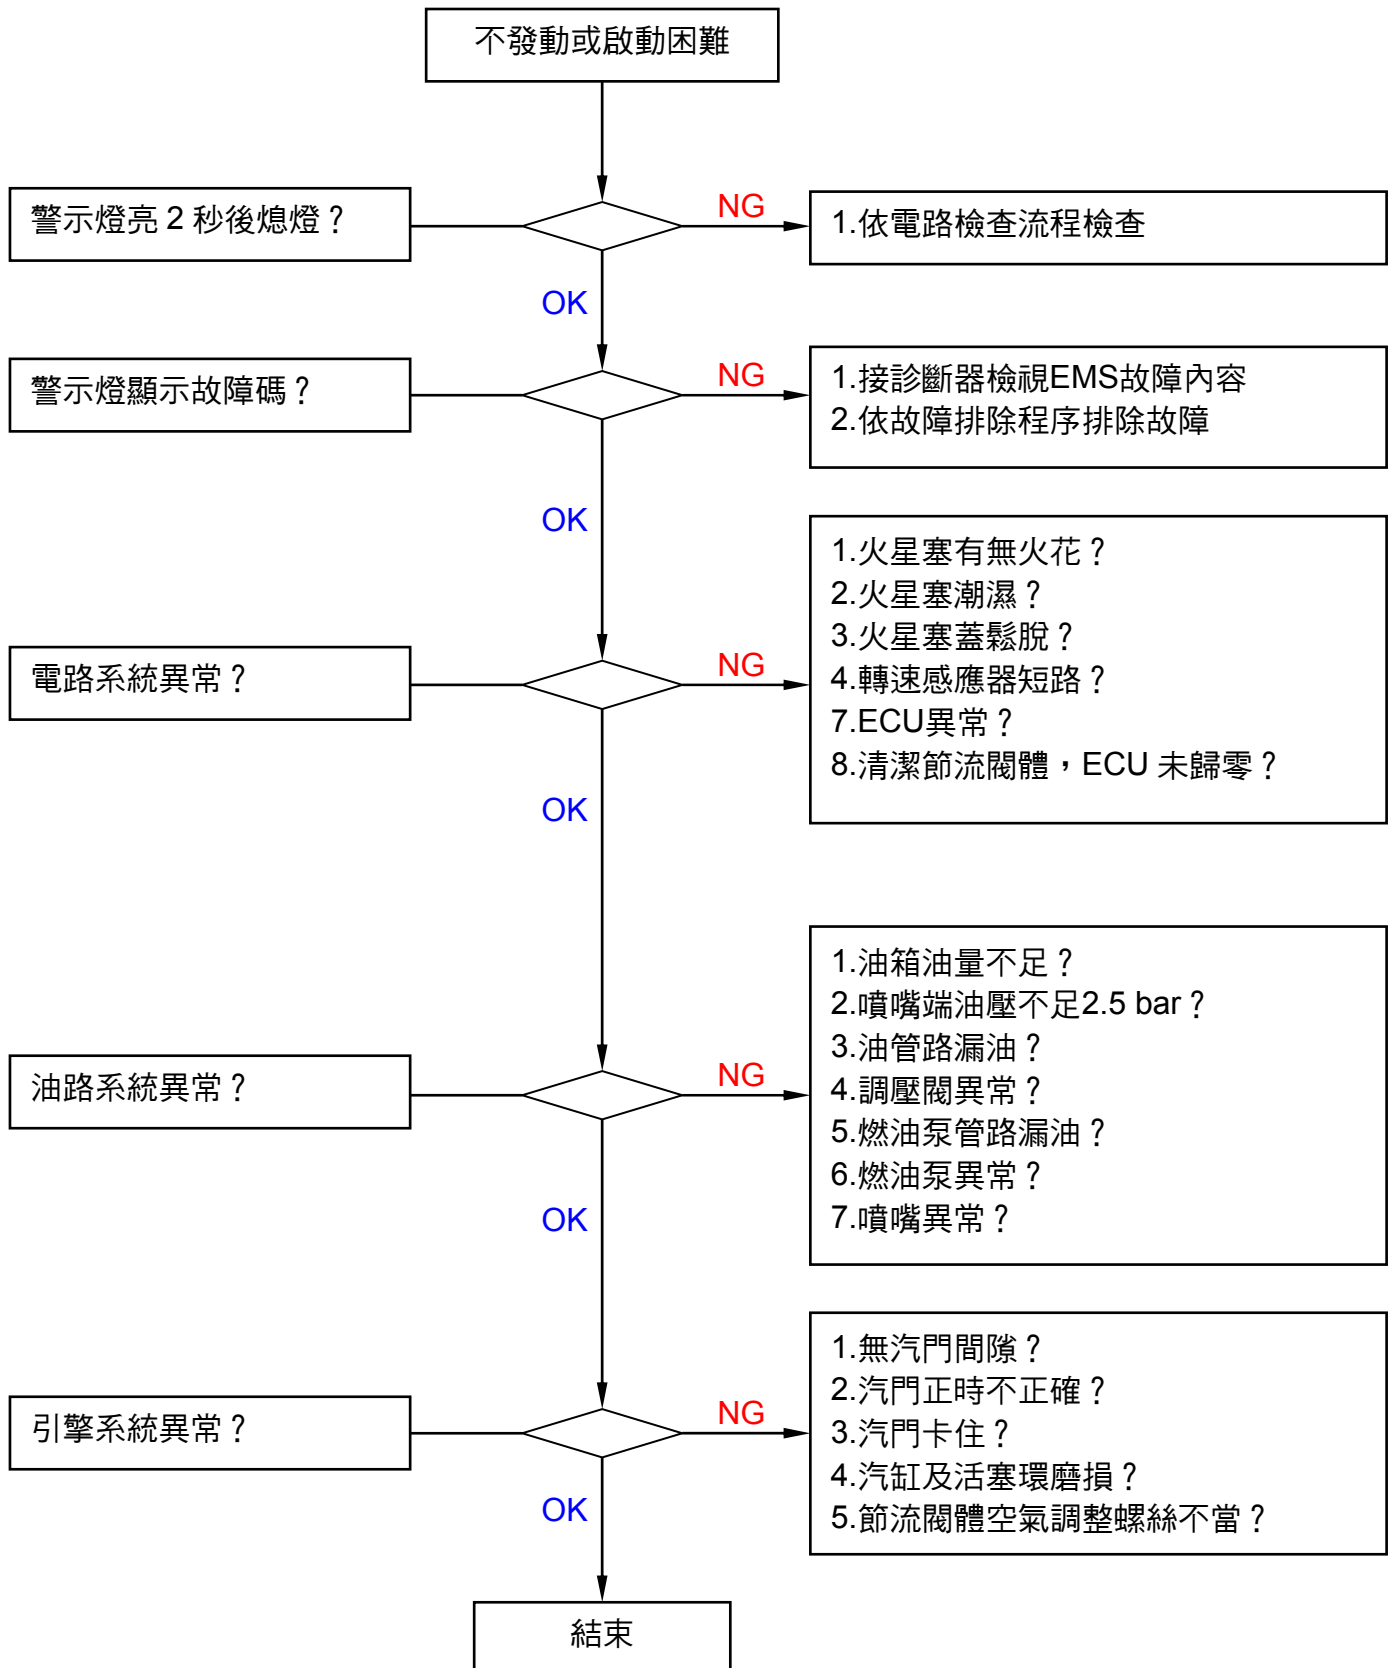 不發動或啟動困難
警示燈亮 2 秒後熄燈？
NG
1.依電路檢查流程檢查
OK
警示燈顯示故障碼？
NG
1.接診斷器檢視EMS故障內容
2.依故障排除程序排除故障
OK
電路系統異常？
NG
1.火星塞有無火花？
2.火星塞潮濕？
3.火星塞蓋鬆脫？
4.轉速感應器短路？
7.ECU異常？
8.清潔節流閥體，ECU 未歸零？
OK
油路系統異常？
NG
1.油箱油量不足？
2.噴嘴端油壓不足2.5 bar？
3.油管路漏油？
4.調壓閥異常？
5.燃油泵管路漏油？
6.燃油泵異常？
7.噴嘴異常？
OK
引擎系統異常？
NG
1.無汽門間隙？
2.汽門正時不正確？
3.汽門卡住？
4.汽缸及活塞環磨損？
5.節流閥體空氣調整螺絲不當？
OK
結束